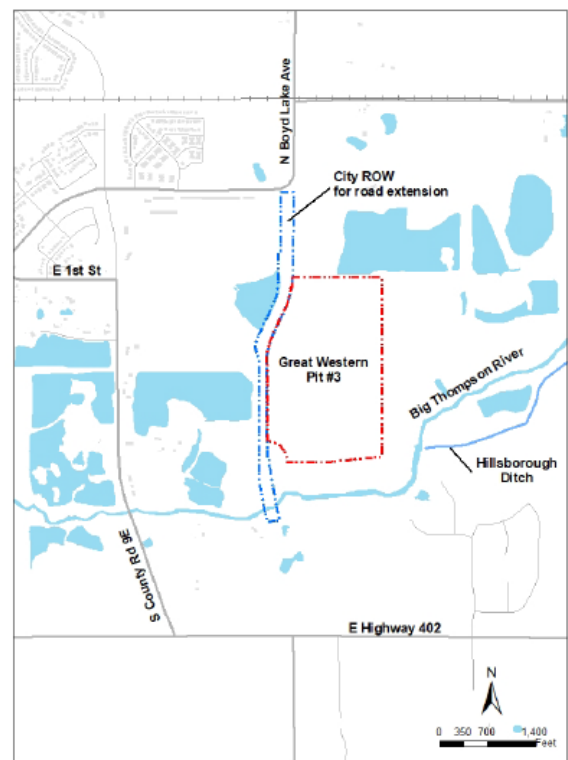 N Boyd Lake Ave
City ROW
for road extension
E 1st St
Great Western
Pit #3
Big Thompson River
Hillsborough
Ditch
S County Rd 9E
E Highway 402
N
0 350 700 1,400
Feet